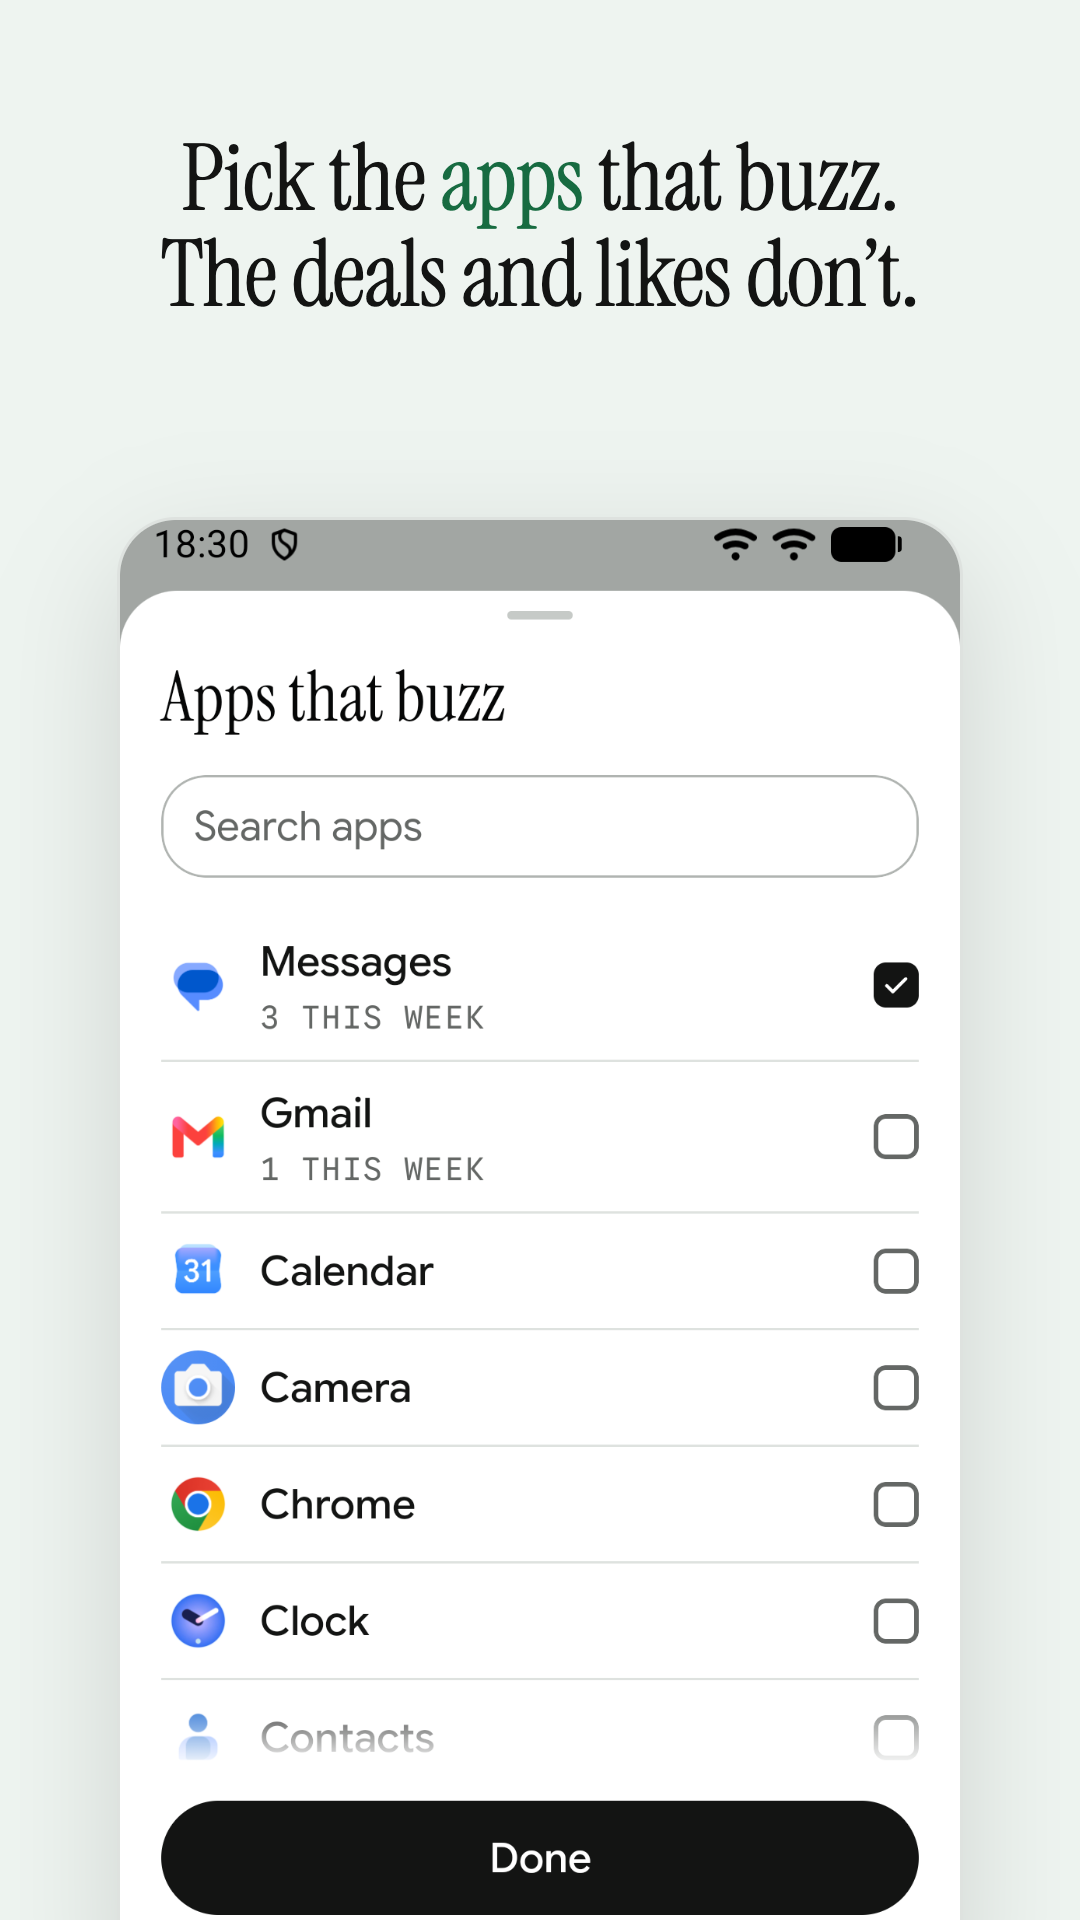 Pick the apps that buzz.
The deals and likes don’t.
18:30
Apps that buzz
Search apps
Messages
3 THIS WEEK
Gmail
1 THIS WEEK
31
Calendar
Camera
Chrome
Clock
Contacts
Done